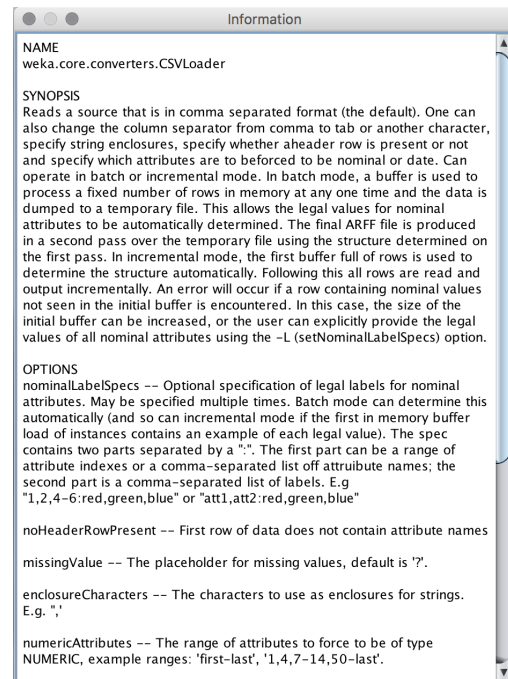 Information
NAME
weka.core.converters.CSVLoader
SYNOPSIS
Reads a source that is in comma separated format (the default). One can
also change the column separator from comma to tab or another character,
specify string enclosures, specify whether aheader row is present or not
and specify which attributes are to beforced to be nominal or date. Can
operate in batch or incremental mode. In batch mode, a buffer is used to
process a fixed number of rows in memory at any one time and the data is
dumped to a temporary file. This allows the legal values for nominal
attributes to be automatically determined. The final ARFF file is produced
in a second pass over the temporary file using the structure determined on
the first pass. In incremental mode, the first buffer full of rows is used to
determine the structure automatically. Following this all rows are read and
output incrementally. An error will occur if a row containing nominal values
not seen in the initial buffer is encountered. In this case, the size of the
initial buffer can be increased, or the user can explicitly provide the legal
values of all nominal attributes using the -L (setNominalLabelSpecs) option.
OPTIONS
nominalLabelSpecs -- Optional specification of legal labels for nominal
attributes. May be specified multiple times. Batch mode can determine this
automatically (and so can incremental mode if the first in memory buffer
load of instances contains an example of each legal value). The spec
contains two parts separated by a ":". The first part can be a range of
attribute indexes or a comma-separated list off attruibute names; the
second part is a comma-separated list of labels. E.g
"1,2,4-6:red,green,blue" or "att1,att2:red,green,blue"
noHeaderRowPresent -- First row of data does not contain attribute names
missingValue -- The placeholder for missing values, default is '?'.
enclosureCharacters -- The characters to use as enclosures for strings.
E.g. ",'
numericAttributes -- The range of attributes to force to be of type
NUMERIC, example ranges: 'first-last', '1,4,7-14,50-last'.